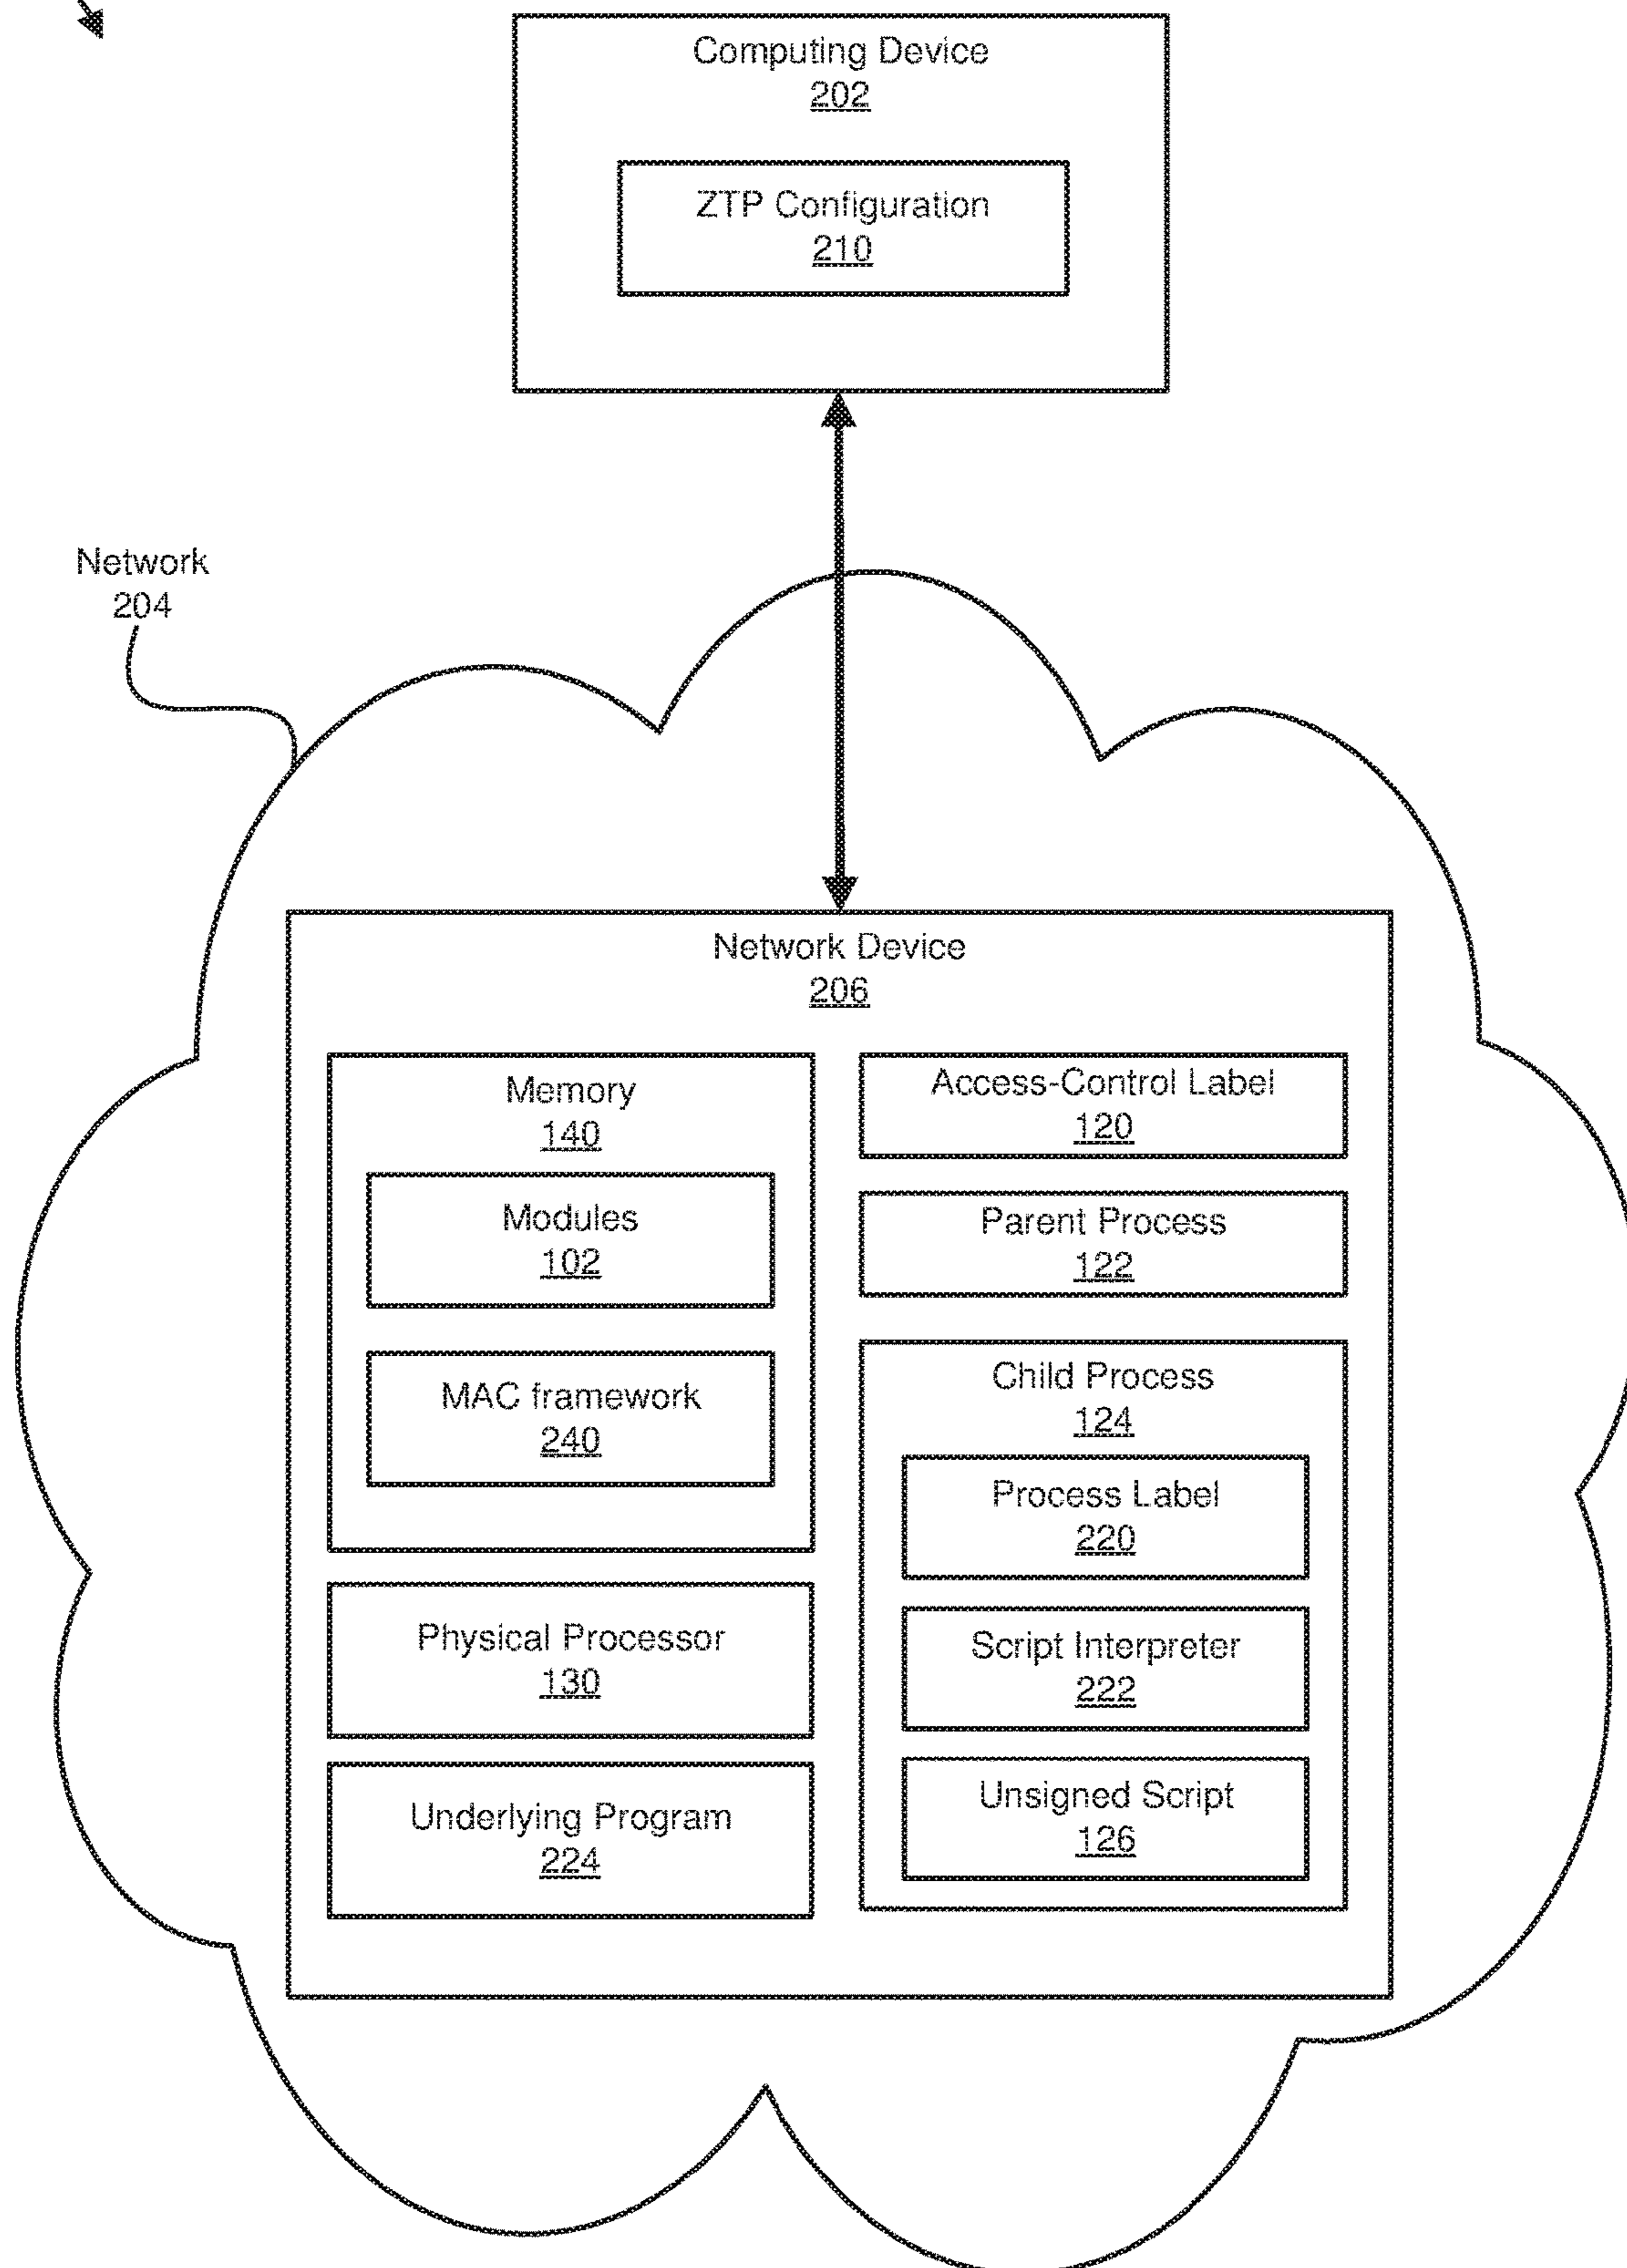 Computing Device
202
ZTP Configuration
210
Network
204
Network Device
206
Memory
140
Modules
102
MAC framework
240
Physical Processor
130
Underlying Program
224
Access-Control Label
120
Parent Process
122
Child Process
124
Process Label
220
Script Interpreter
222
Unsigned Script
126